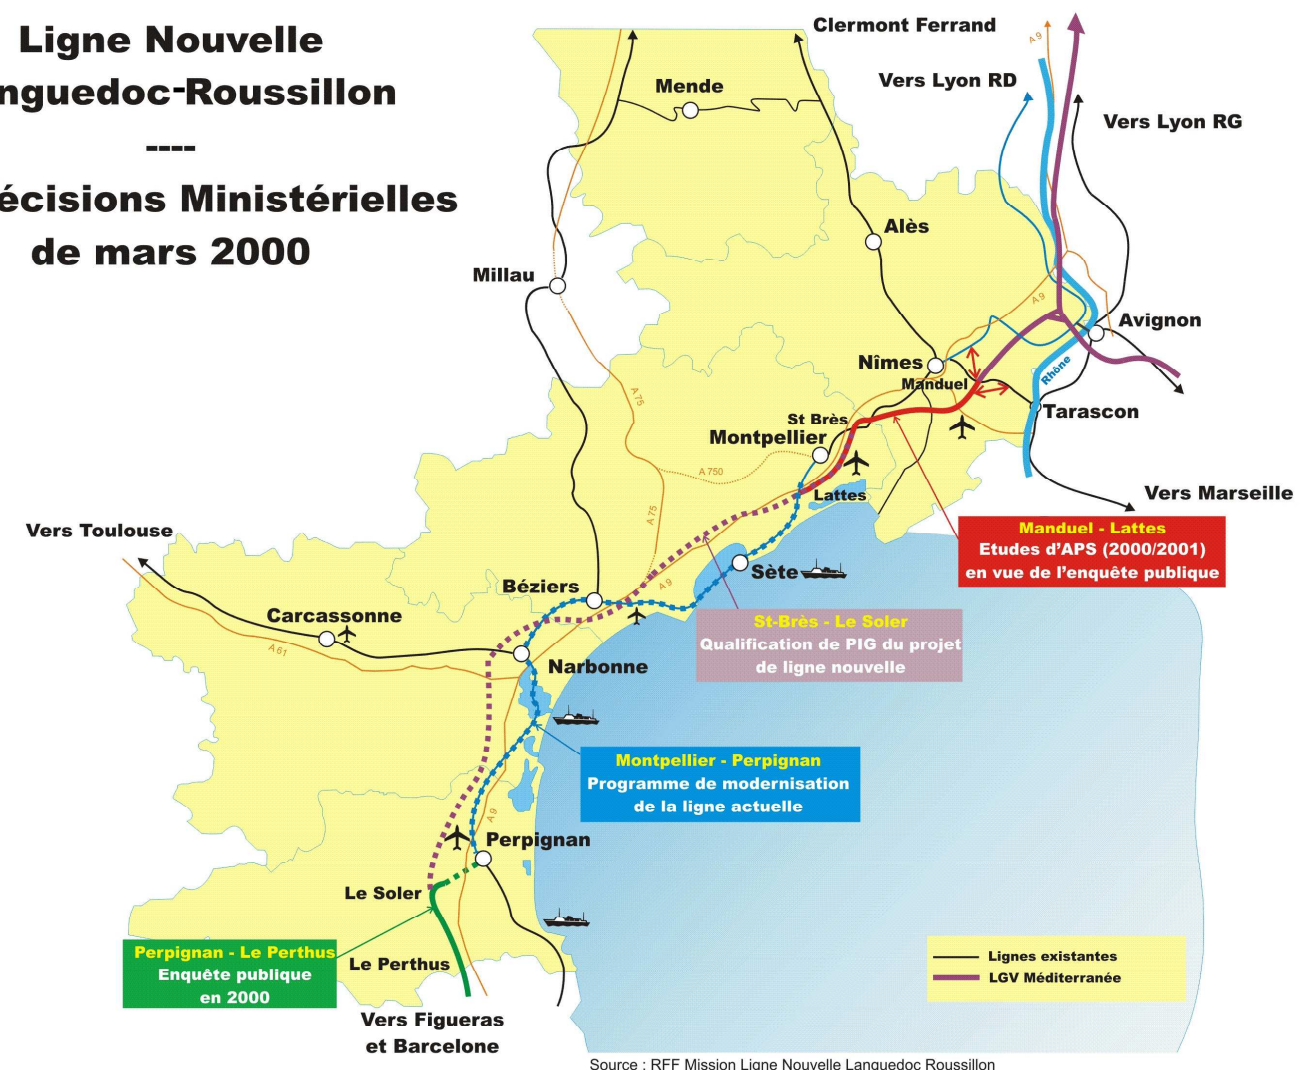 Ligne Nouvelle
nguedoc-Roussillon
----
écisions Ministérielles
de mars 2000
Clermont Ferrand
A 9
Vers Lyon RD
Mende
Vers Lyon RG
Alès
Millau
A 9
Avignon
Nîmes
Manduel
Rhône
A 75
Tarascon
St Brès
Montpellier
A 750
Lattes
Vers Marseille
A 75
Vers Toulouse
Manduel - Lattes
Etudes d'APS (2000/2001)
en vue de l'enquête publique
Sète
Béziers
A 9
Carcassonne
A 61
St-Brès - Le Soler
Qualification de PIG du projet
de ligne nouvelle
Narbonne
Montpellier - Perpignan
Programme de modernisation
de la ligne actuelle
A 9
Perpignan
Le Soler
Perpignan - Le Perthus
Enquête publique
en 2000
Le Perthus
Lignes existantes
LGV Méditerranée
Vers Figueras
et Barcelone
Source : RFF Mission Ligne Nouvelle Languedoc Roussillon